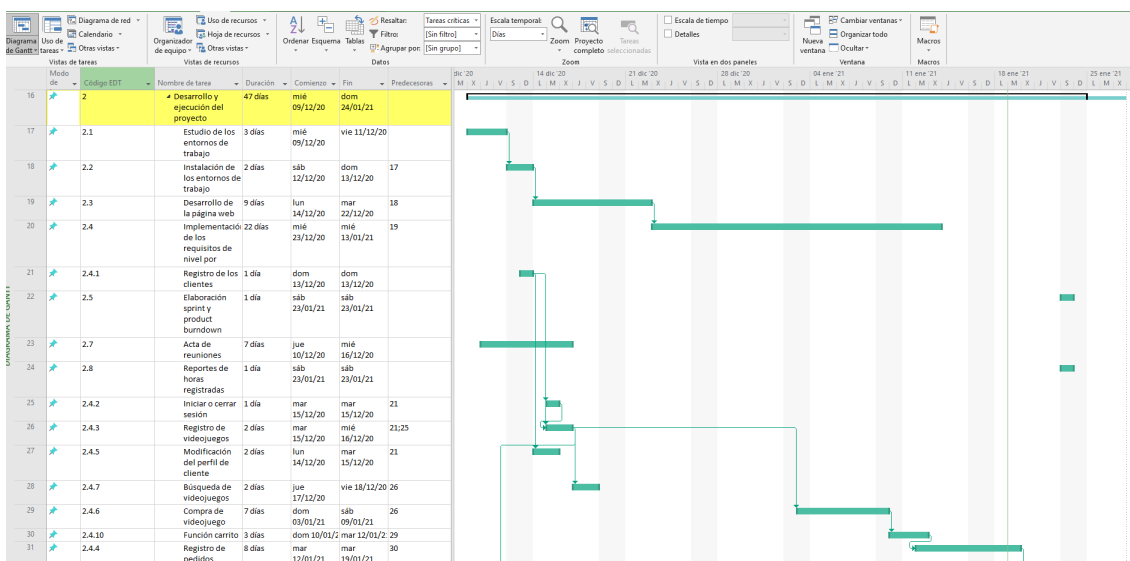 Diagrama de Gantt
Uso de tareas
Diagrama de red
Calendario
Otras vistas
Vistas de tareas
Organizador de equipo
Uso de recursos
Hoja de recursos
Otras vistas
Vistas de recursos
Ordenar
Esquema
Tablas
Resaltar: Tareas críticas
Filtro: [Sin filtro]
Agrupar por: [Sin grupo]
Datos
Escala temporal:
Días
Zoom
Proyecto completo
Tareas seleccionadas
Zoom
Escala de tiempo
Detalles
Vista en dos paneles
Nueva ventana
Cambiar ventanas
Organizar todo
Ocultar
Ventana
Macros
Macros
Modo de
Código EDT
Nombre de tarea
Duración
Comienzo
Fin
Predecesoras
dic '20 14 dic '20 21 dic '20 28 dic '20 04 ene '21 11 ene '21 18 ene '21 25 ene '21
M X J V S D L M X J V S D L M X J V S D L M X J V S D L M X J V S D L M X J V S D L M X J V S D L M X
DIAGRAMA DE GANTT
16 2 Desarrollo y 47 días mié dom
ejecución del 09/12/20 24/01/21
proyecto
17 2.1 Estudio de los 3 días mié vie 11/12/20
entornos de 09/12/20
trabajo
18 2.2 Instalación de 2 días sáb dom 17
los entornos de 12/12/20 13/12/20
trabajo
19 2.3 Desarrollo de 9 días lun mar 18
la página web 14/12/20 22/12/20
20 2.4 Implementació 22 días mié mié 19
de los 23/12/20 13/01/21
requisitos de
nivel por
21 2.4.1 Registro de los 1 día dom dom
clientes 13/12/20 13/12/20
22 2.5 Elaboración 1 día sáb sáb
sprint y 23/01/21 23/01/21
product
burndown
23 2.7 Acta de 7 días jue mié
reuniones 10/12/20 16/12/20
24 2.8 Reportes de 1 día sáb sáb
horas 23/01/21 23/01/21
registradas
25 2.4.2 Iniciar o cerrar 1 día mar mar 21
sesión 15/12/20 15/12/20
26 2.4.3 Registro de 2 días mar mié 21;25
videojuegos 15/12/20 16/12/20
27 2.4.5 Modificación 2 días lun mar 21
del perfil de 14/12/20 15/12/20
cliente
28 2.4.7 Búsqueda de 2 días jue vie 18/12/20 26
videojuegos 17/12/20
29 2.4.6 Compra de 7 días dom sáb 26
videojuego 03/01/21 09/01/21
30 2.4.10 Función carrito 3 días dom 10/01/2 mar 12/01/2 29
31 2.4.4 Registro de 8 días mar mar 30
pedidos 12/01/21 19/01/21